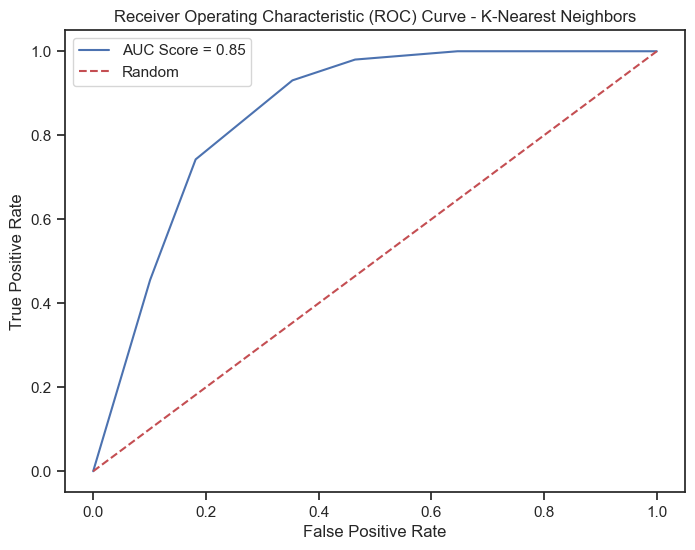 Receiver Operating Characteristic (ROC) Curve - K-Nearest Neighbors
AUC Score = 0.85
Random
1.0
0.8
0.6
0.4
0.2
0.0
True Positive Rate
0.0 0.2 0.4 0.6 0.8 1.0
False Positive Rate